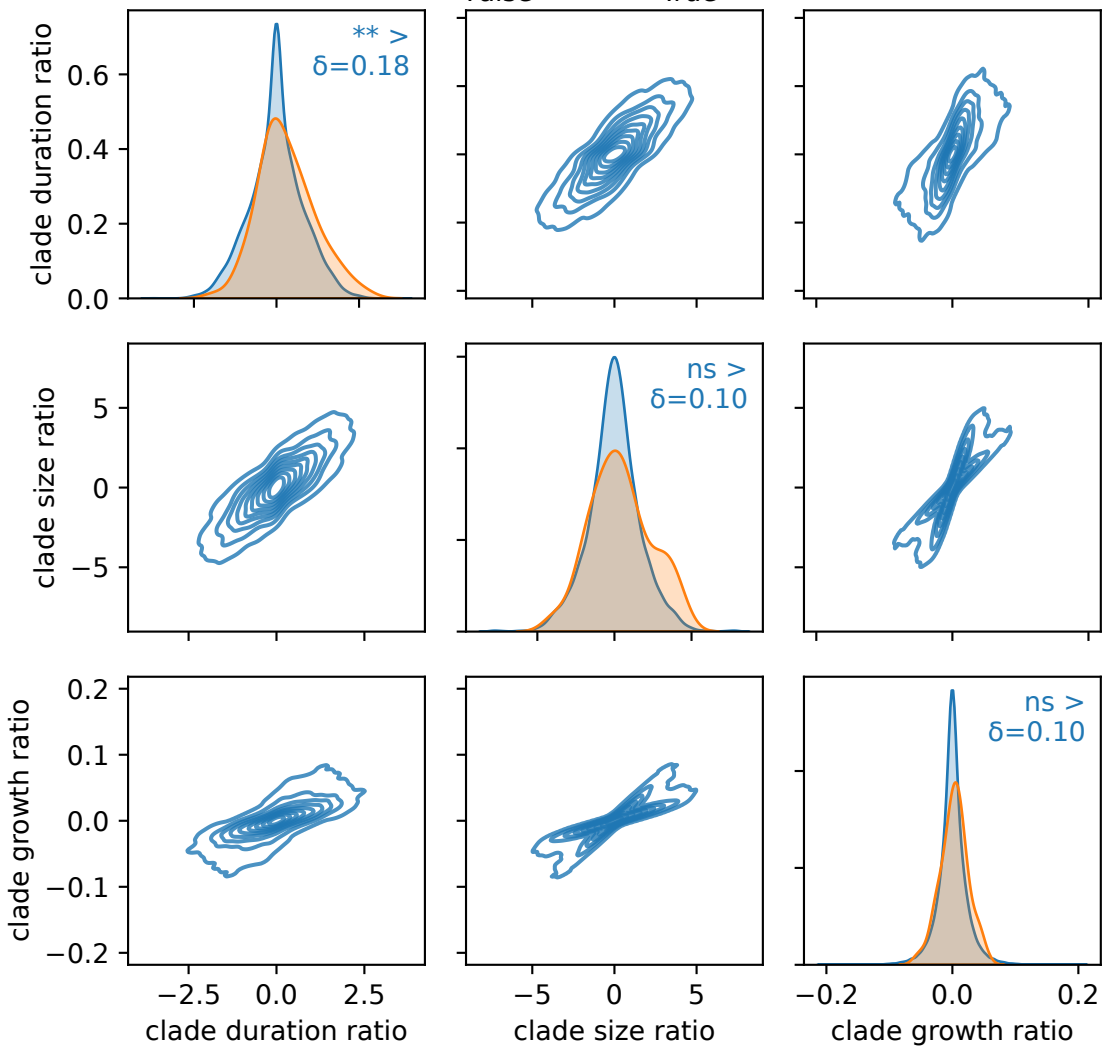 clade duration ratio
0.6
0.4
0.2
0.0
** >
δ=0.18
clade size ratio
5
0
−5
ns >
δ=0.10
clade growth ratio
0.2
0.1
0.0
−0.1
−0.2
ns >
δ=0.10
−2.5 0.0 2.5
clade duration ratio
−5 0 5
clade size ratio
−0.2 0.0 0.2
clade growth ratio